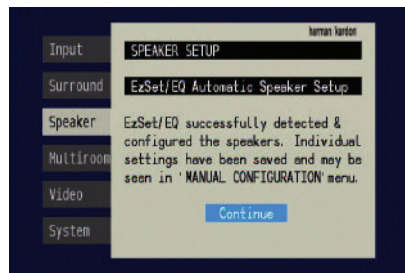 harman kardon
Input
SPEAKER SETUP
Surround
EzSet/EQ Automatic Speaker Setup
Speaker
EzSet/EQ successfully detected &
configured the speakers. Individual
settings have been saved and may be
seen in 'MANUAL CONFIGURATION' menu.
Multiroom
Video
Continue
System